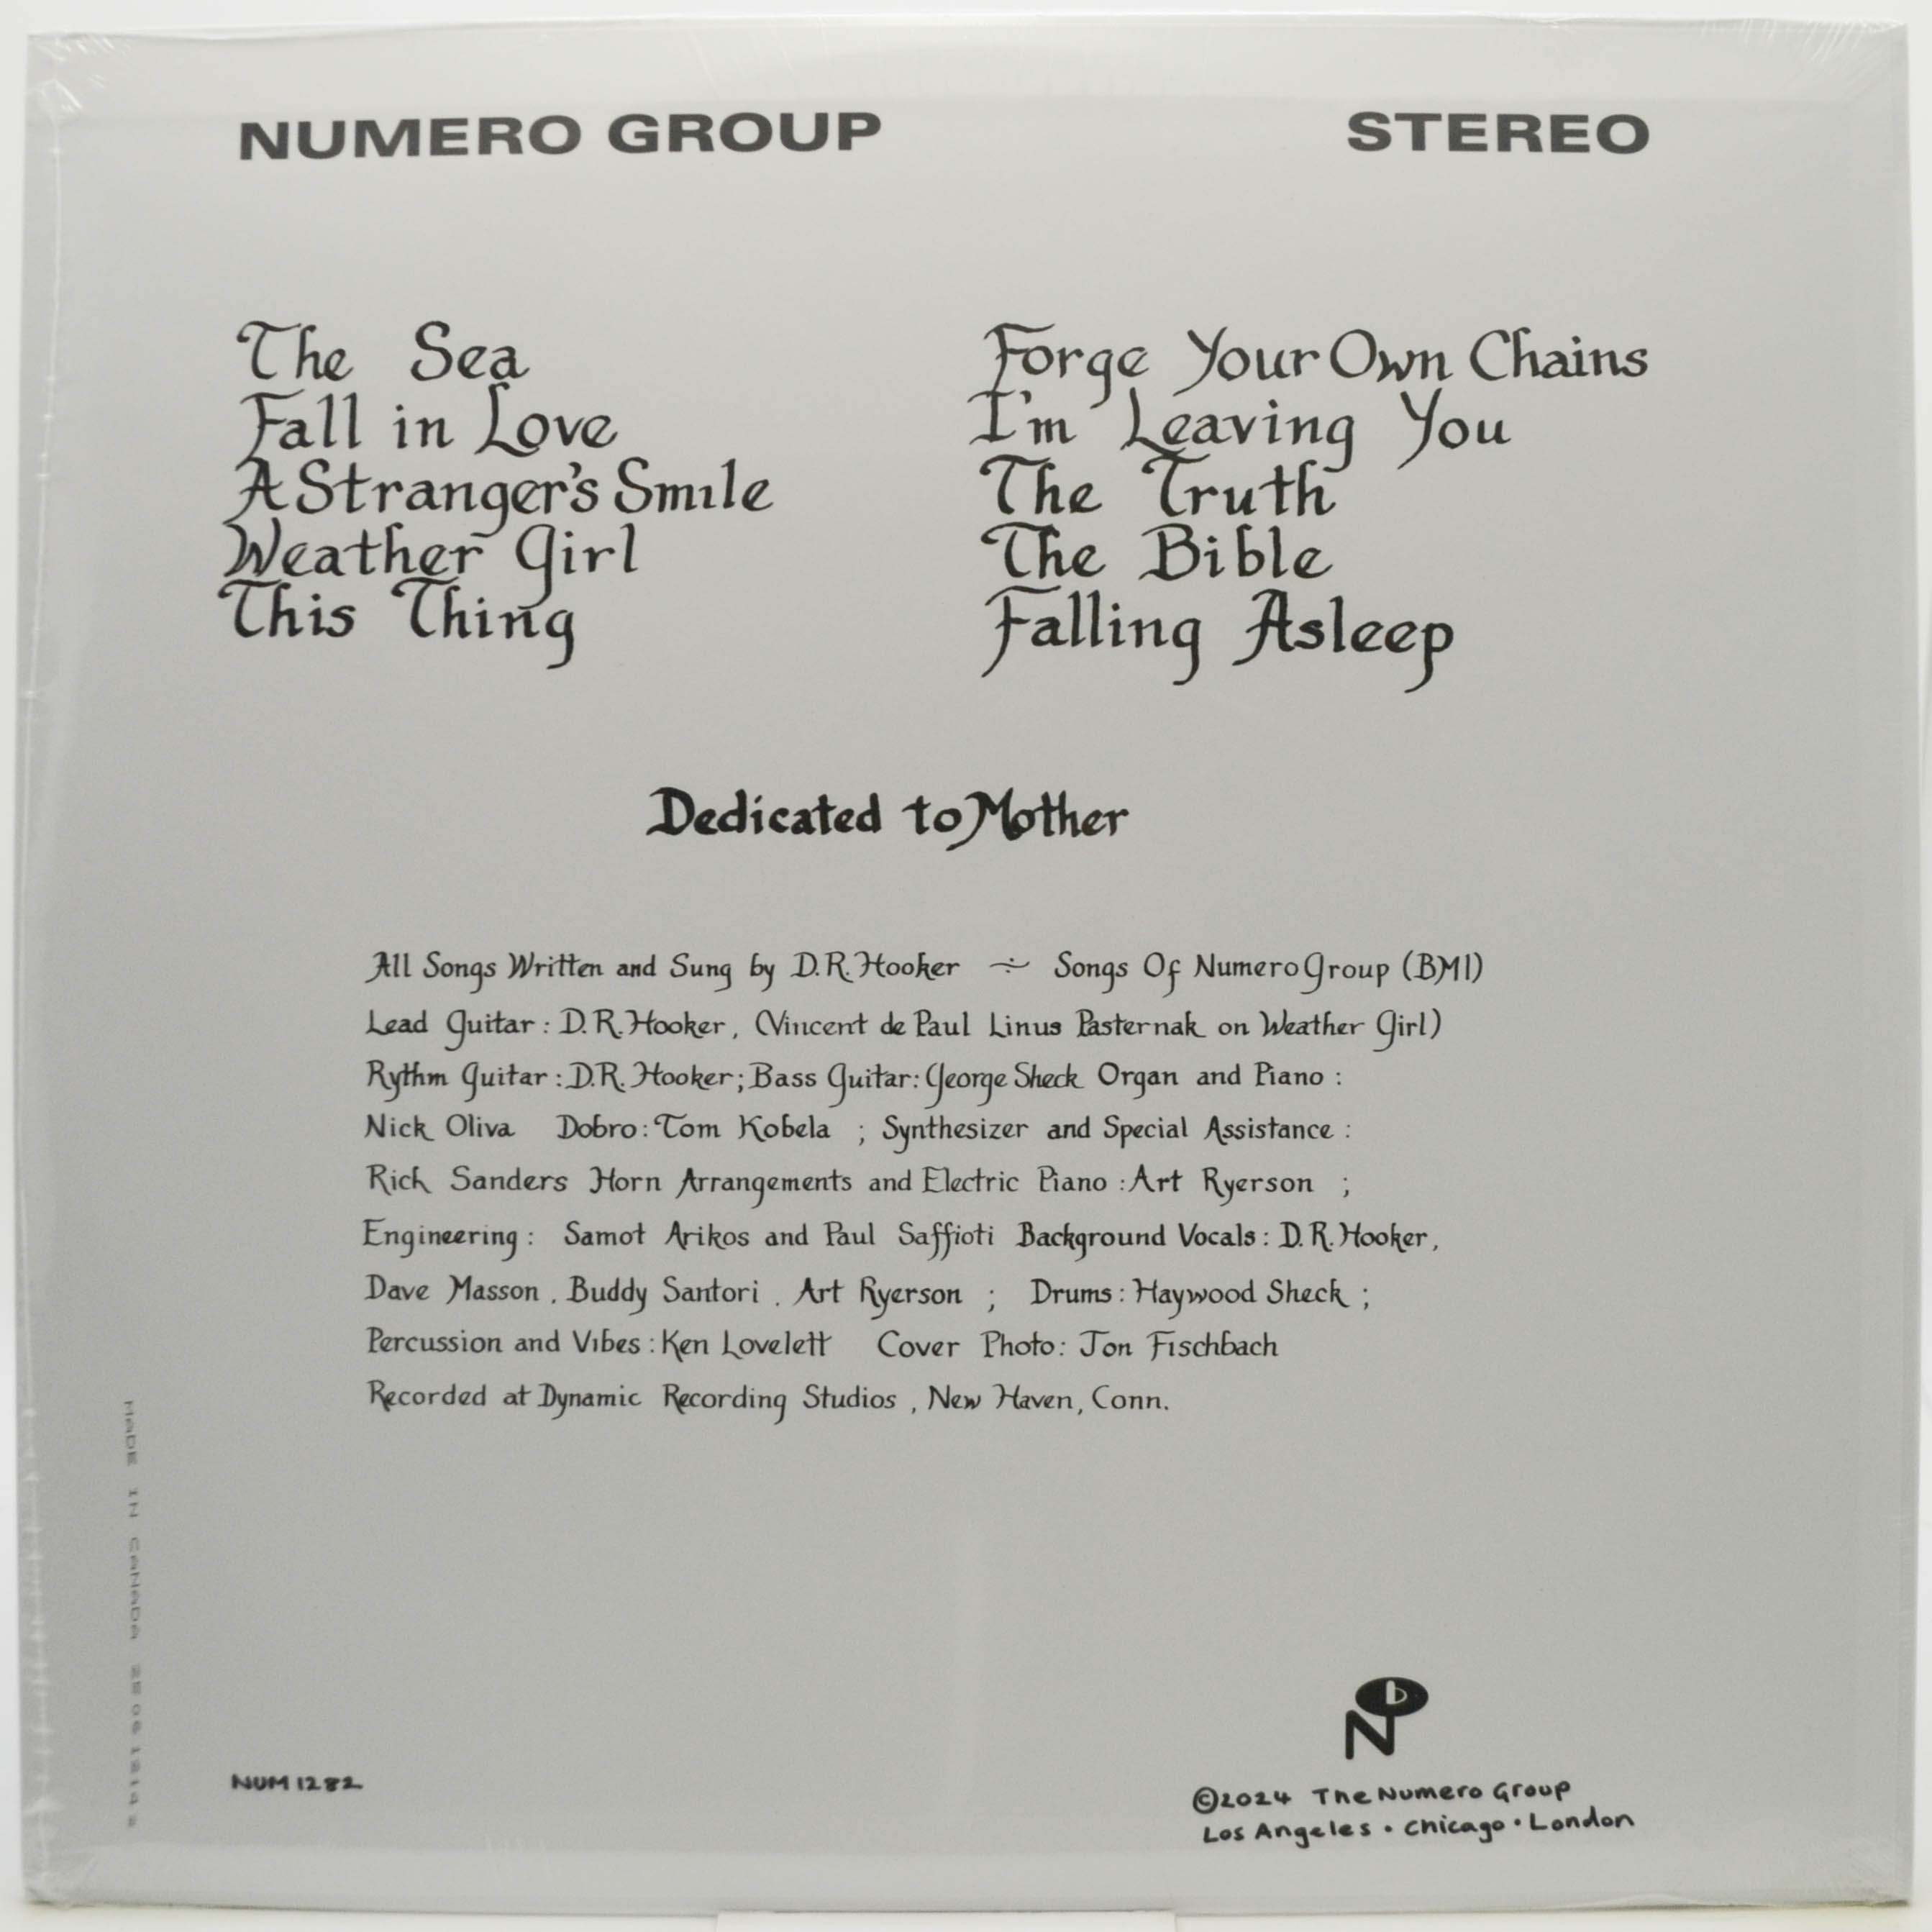 NUMERO GROUP
STEREO
The Sea
Fall in Love
A Stranger's Smile
Weather Girl
This Thing
Forge Your Own Chains
I'm Leaving You
The Truth
The Bible
Falling Asleep
Dedicated to Mother
All Songs Written and Sung by D.R. Hooker ÷ Songs Of Numero Group (BMI)
Lead Guitar: D.R. Hooker, (Vincent de Paul Linus Pasternak on Weather Girl)
Rythm Guitar: D.R. Hooker; Bass Guitar: George Sheck Organ and Piano:
Nick Oliva Dobro: Tom Kobela ; Synthesizer and Special Assistance:
Rich Sanders Horn Arrangements and Electric Piano: Art Ryerson ;
Engineering: Samot Arikos and Paul Saffioti Background Vocals: D.R. Hooker,
Dave Masson, Buddy Santori, Art Ryerson ; Drums: Haywood Sheck ;
Percussion and Vibes: Ken Lovelett Cover Photo: Jon Fischbach
Recorded at Dynamic Recording Studios, New Haven, Conn.
MADE IN CANADA
NUM1282
©2024 The Numero Group
Los Angeles • Chicago • London